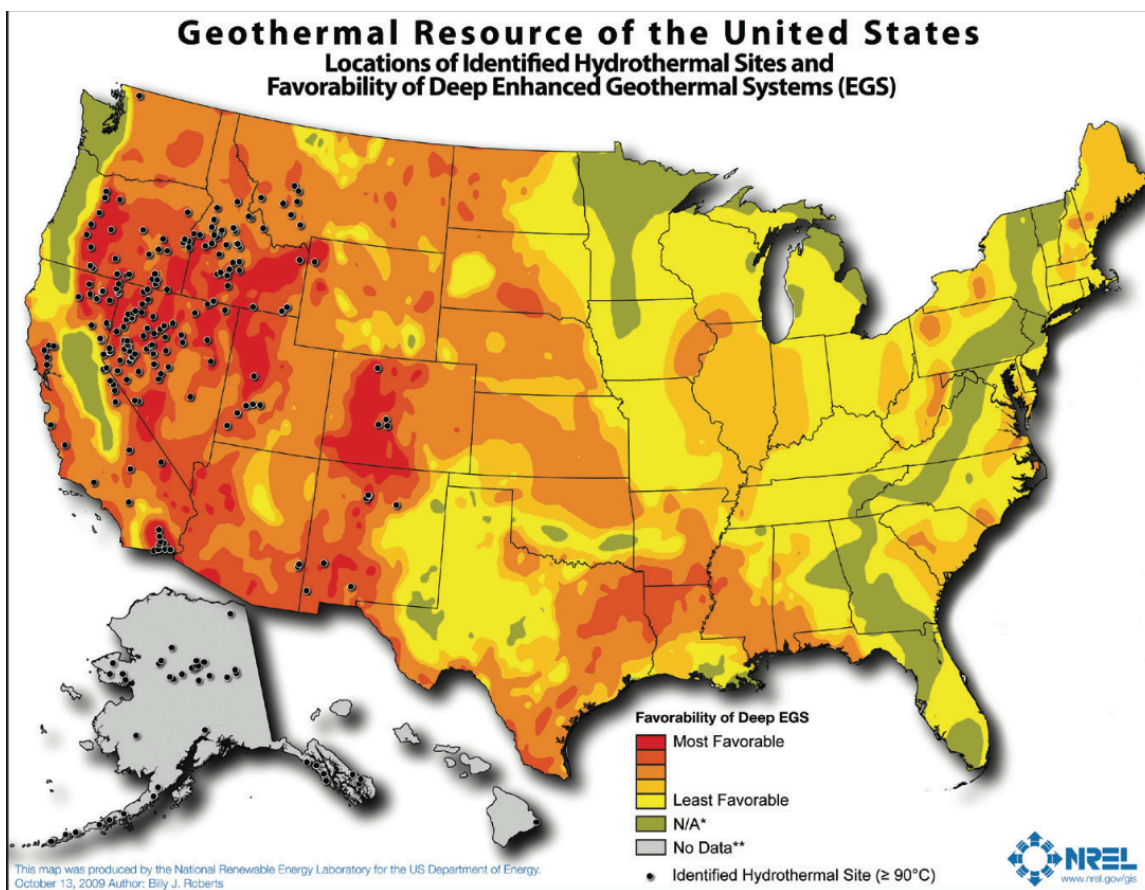 Geothermal Resource of the United States
Locations of Identified Hydrothermal Sites and
Favorability of Deep Enhanced Geothermal Systems (EGS)
Favorability of Deep EGS
Most Favorable
Least Favorable
N/A*
No Data**
Identified Hydrothermal Site (≥ 90°C)
This map was produced by the National Renewable Energy Laboratory for the US Department of Energy.
October 13, 2009 Author: Billy J. Roberts
NREL
www.nrel.gov/gis